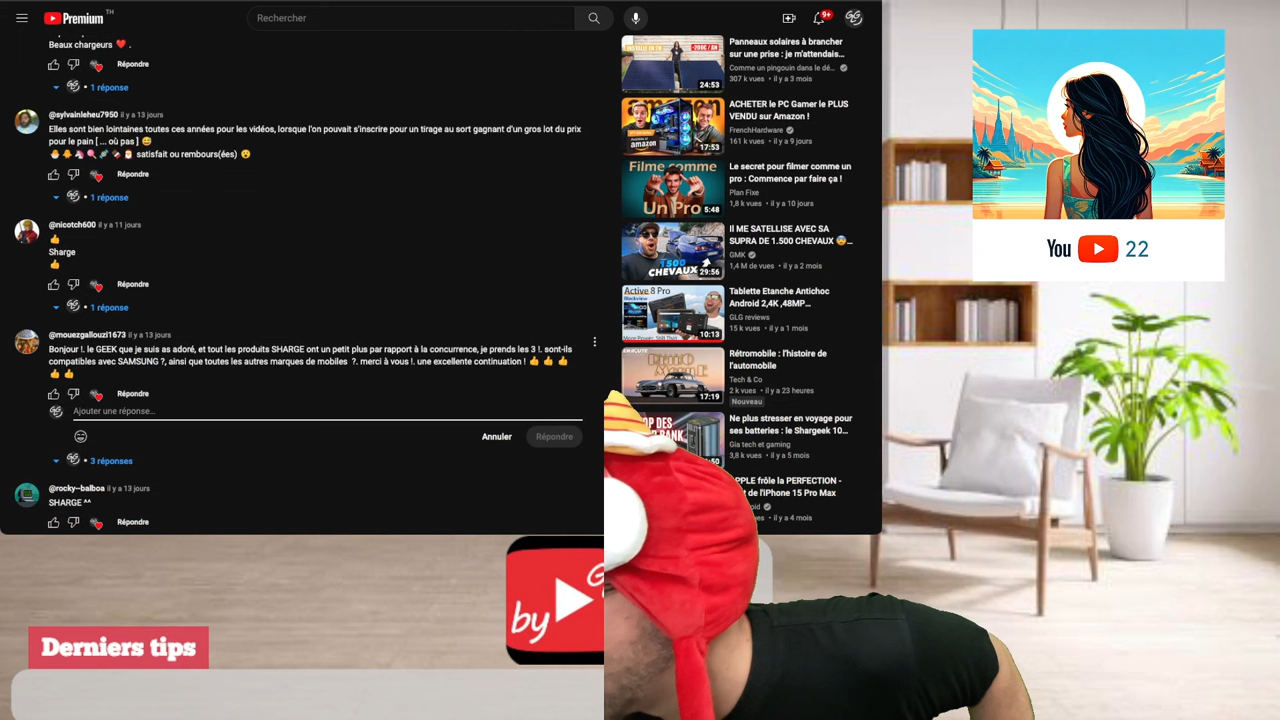 Premium TH
Rechercher
9+
Beaux chargeurs ❤️ .
Répondre
1 réponse
@sylvainleheu7950 il y a 13 jours
Elles sont bien lointaines toutes ces années pour les vidéos, lorsque l'on pouvait s'inscrire pour un tirage au sort gagnant d'un gros lot du prix
pour le pain [ ... où pas ] 😅
satisfait ou rembours(ées) 😮
Répondre
1 réponse
@nicotch600 il y a 11 jours
👍
Sharge
👍
Répondre
1 réponse
@mouezgallouzi1673 il y a 13 jours
Bonjour !. le GEEK que je suis as adoré, et tout les produits SHARGE ont un petit plus par rapport à la concurrence, je prends les 3 !. sont-ils
compatibles avec SAMSUNG ?, ainsi que toutes les autres marques de mobiles ?. merci à vous !. une excellente continuation ! 👍 👍 👍
👍 👍
Répondre
Ajouter une réponse...
Annuler Répondre
3 réponses
@rocky--balboa il y a 13 jours
SHARGE ^^
Répondre
24:53
Panneaux solaires à brancher
sur une prise : je m'attendais...
Comme un pingouin dans le dé...
307 k vues • il y a 3 mois
amazon
17:53
ACHETER le PC Gamer le PLUS
VENDU sur Amazon !
FrenchHardware
161 k vues • il y a 9 jours
Filme comme
Un Pro
5:48
Le secret pour filmer comme un
pro : Commence par faire ça !
Plan Fixe
1,8 k vues • il y a 10 jours
1500
CHEVAUX
29:56
Il ME SATELLISE AVEC SA
SUPRA DE 1.500 CHEVAUX 😨...
GMK
1,4 M de vues • il y a 2 mois
Active 8 Pro
Blackview
10:13
Tablette Etanche Antichoc
Android 2,4K ,48MP...
GLG reviews
15 k vues • il y a 1 mois
17:19
Rétromobile : l'histoire de
l'automobile
Tech & Co
2 k vues • il y a 23 heures
Nouveau
Ne plus stresser en voyage pour
ses batteries : le Shargeek 10...
Gia tech et gaming
3,8 k vues • il y a 5 mois
PPLE frôle la PERFECTION -
de l'iPhone 15 Pro Max
vues • il y a 4 mois
You 22
by G
Derniers tips